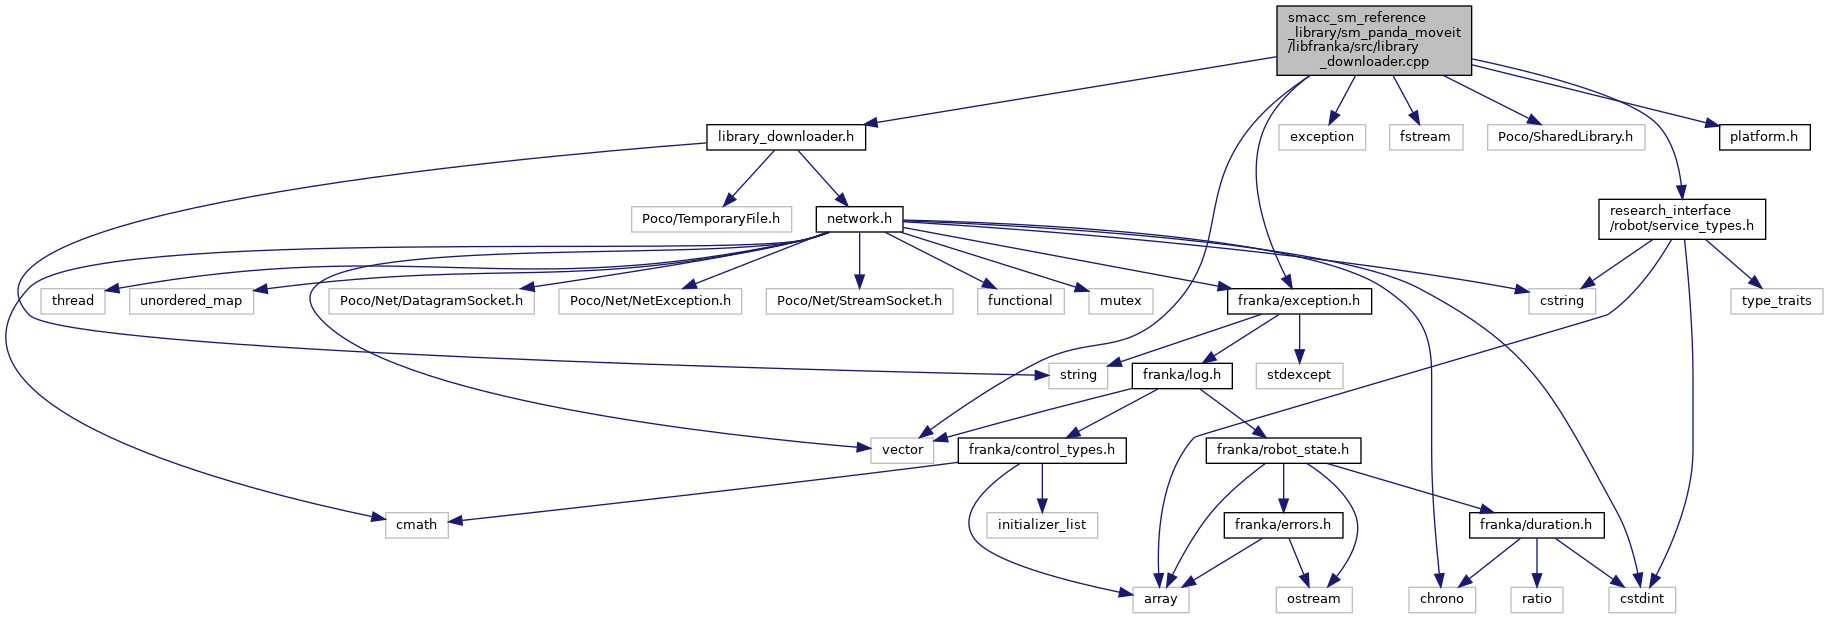 smacc_sm_reference
_library/sm_panda_moveit
/libfranka/src/library
_downloader.cpp
library_downloader.h
exception
fstream
Poco/SharedLibrary.h
platform.h
Poco/TemporaryFile.h
network.h
research_interface
/robot/service_types.h
thread
unordered_map
Poco/Net/DatagramSocket.h
Poco/Net/NetException.h
Poco/Net/StreamSocket.h
functional
mutex
franka/exception.h
cstring
type_traits
string
franka/log.h
stdexcept
vector
franka/control_types.h
franka/robot_state.h
cmath
initializer_list
franka/errors.h
franka/duration.h
array
ostream
chrono
ratio
cstdint